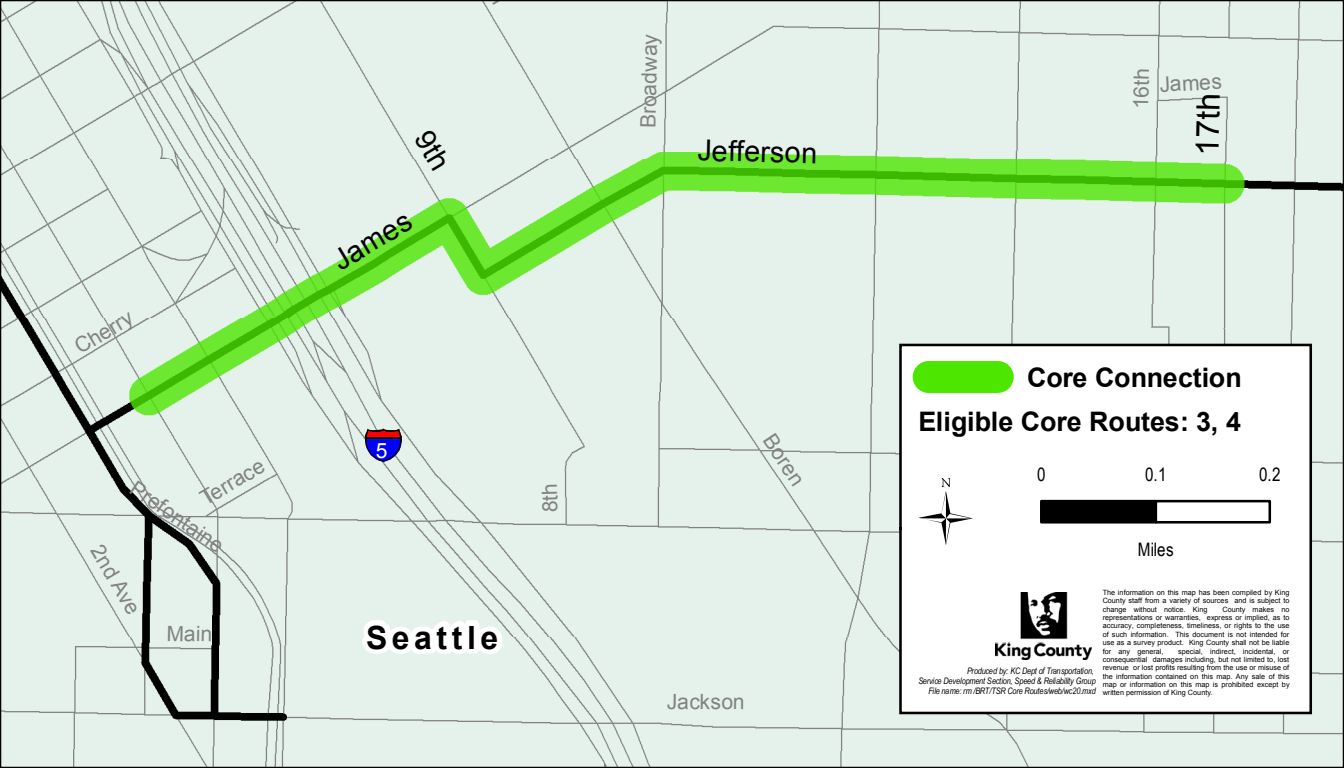 Broadway
16th
James
17th
9th
Jefferson
James
Cherry
Terrace
Prefontaine
2nd Ave
Main
5
8th
Boren
Seattle
Jackson
Core Connection
Eligible Core Routes: 3, 4
N
0 0.1 0.2
Miles
King County
Produced by: KC Dept of Transportation,
Service Development Section, Speed & Reliability Group
File name: rm /BRT/TSR Core Routes/web/wc20.mxd
The information on this map has been compiled by King
County staff from a variety of sources and is subject to
change without notice. King County makes no
representations or warranties, express or implied, as to
accuracy, completeness, timeliness, or rights to the use
of such information. This document is not intended for
use as a survey product. King County shall not be liable
for any general, special, indirect, incidental, or
consequential damages including, but not limited to, lost
revenue or lost profits resulting from the use or misuse of
the information contained on this map. Any sale of this
map or information on this map is prohibited except by
written permission of King County.